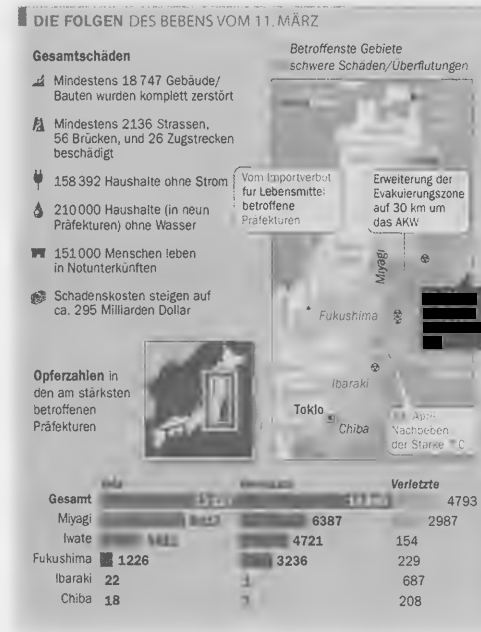 DIE FOLGEN DES BEBENS VOM 11. MÄRZ
Gesamtschäden
Mindestens 18 747 Gebäude/
Bauten wurden komplett zerstört
Mindestens 2136 Strassen,
56 Brücken, und 26 Zugstrecken
beschädigt
158 392 Haushalte ohne Strom
210 000 Haushalte (in neun
Präfekturen) ohne Wasser
151 000 Menschen leben
in Notunterkünften
Schadenskosten steigen auf
ca. 295 Milliarden Dollar
Betroffenste Gebiete
schwere Schäden/Überflutungen
Vom Importverbot
für Lebensmittel
betroffene
Präfekturen
Erweiterung der
Evakuierungszone
auf 30 km um
das AKW
Miyagi
Fukushima
Ibaraki
Tokio
Chiba
April
Nachbeben
der Stärke
Opferzahlen in
den am stärksten
betroffenen
Präfekturen
Verletzte
Gesamt 4793
Miyagi 6387 2987
Iwate 4721 154
Fukushima 1226 3236 229
Ibaraki 22 687
Chiba 18 208